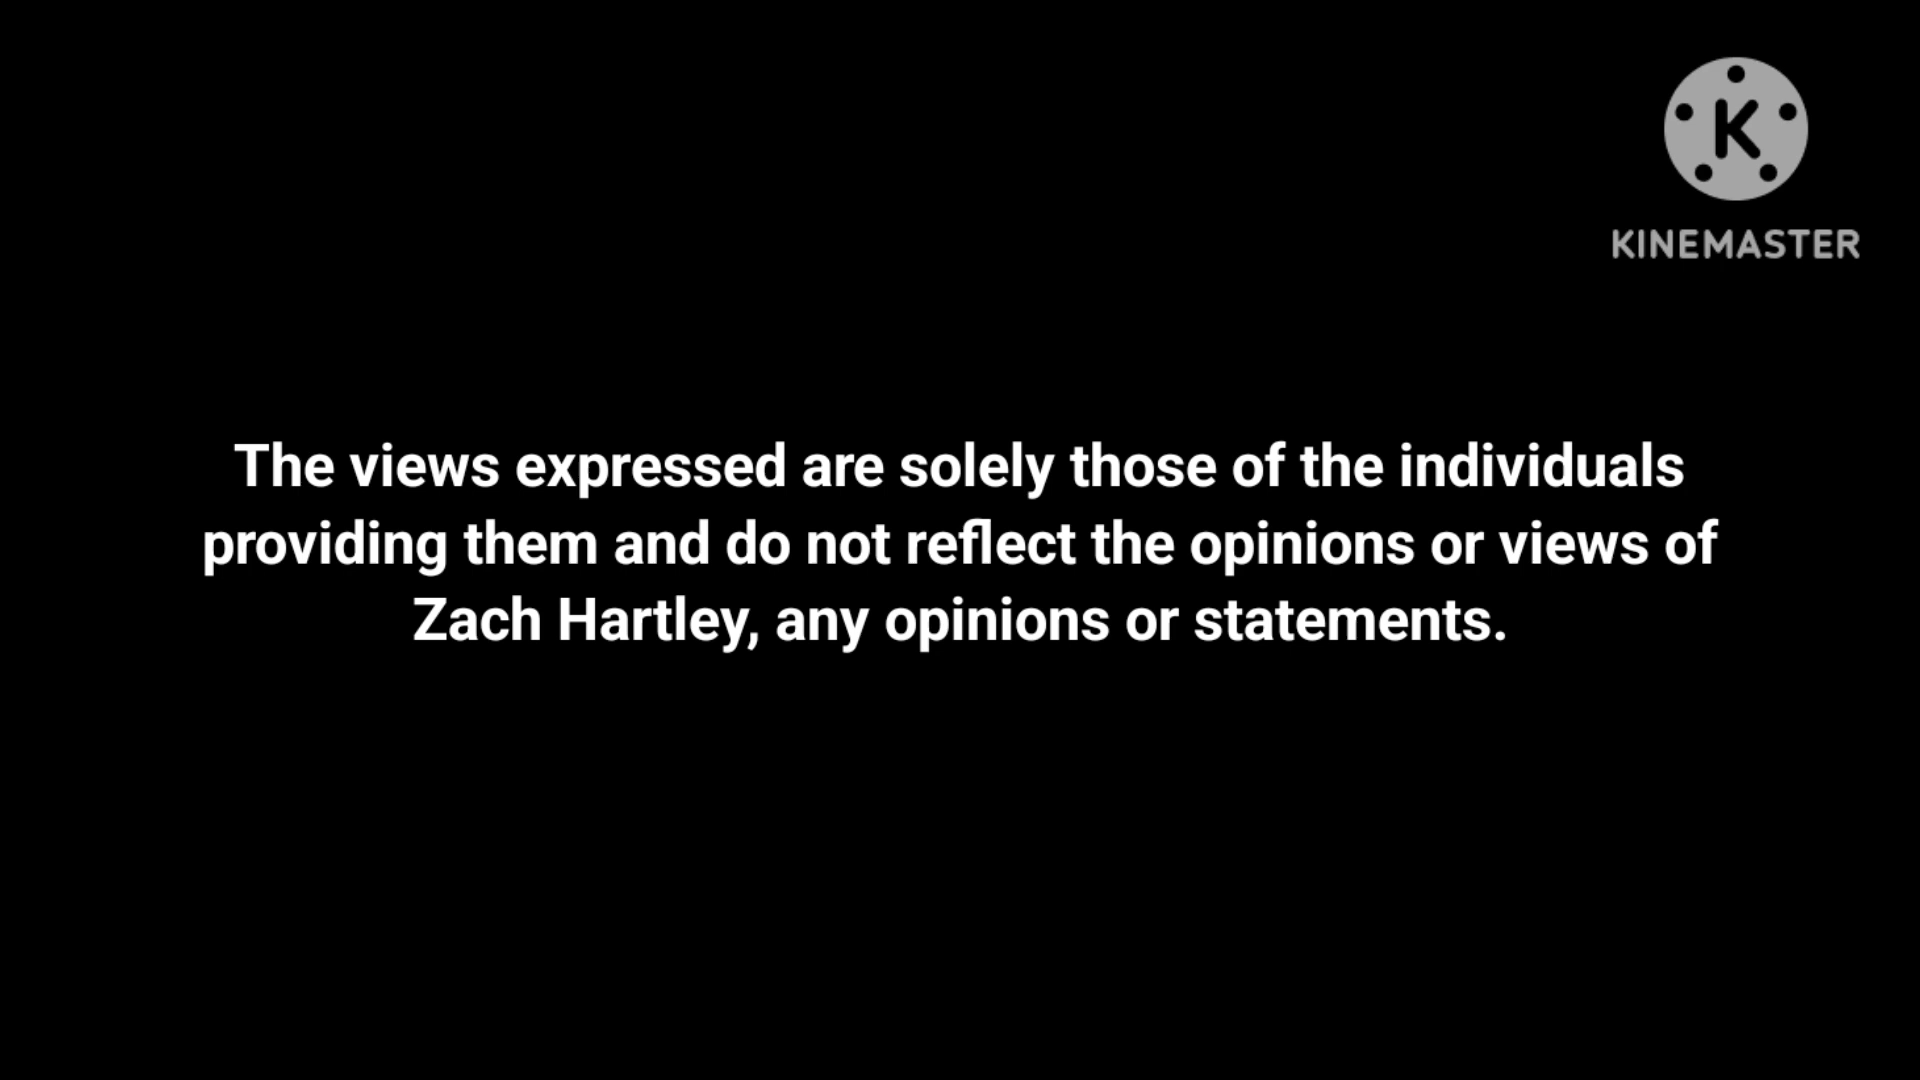 K
KINEMASTER
The views expressed are solely those of the individuals
providing them and do not reflect the opinions or views of
Zach Hartley, any opinions or statements.